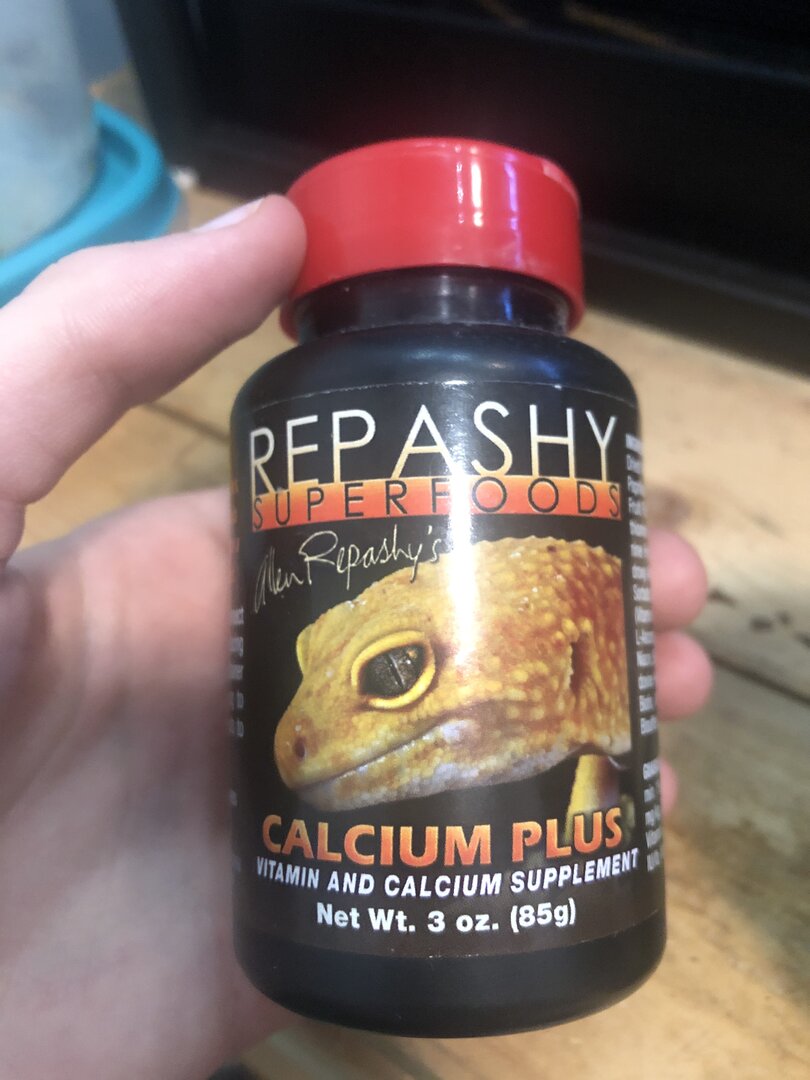 REPASHY
SUPERFOODS
Allen Repashy's
CALCIUM PLUS
VITAMIN AND CALCIUM SUPPLEMENT
Net Wt. 3 oz. (85g)